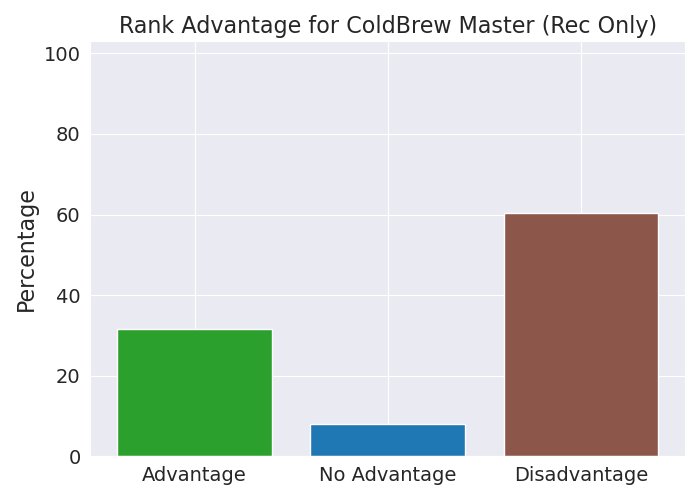 Rank Advantage for ColdBrew Master (Rec Only)
100
80
60
40
20
0
Percentage
Advantage
No Advantage
Disadvantage